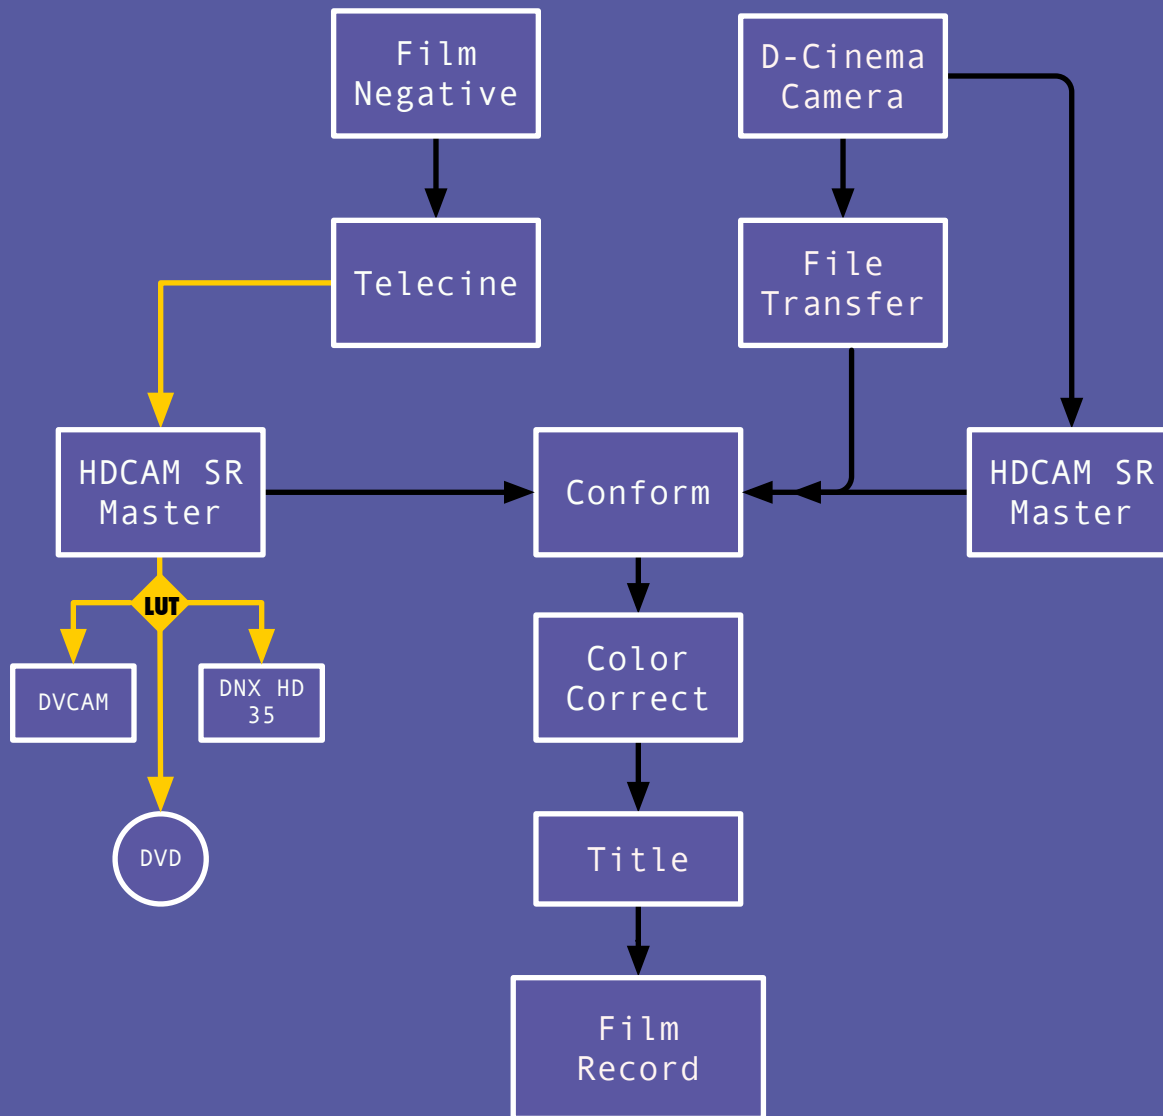 Film
Negative
D-Cinema
Camera
Telecine
File
Transfer
HDCAM SR
Master
Conform
HDCAM SR
Master
LUT
DVCAM
DNX HD
35
Color
Correct
DVD
Title
Film
Record